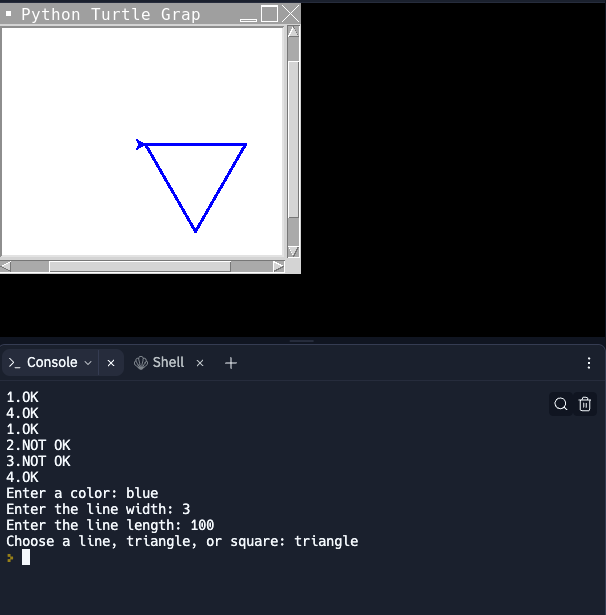 Python Turtle Grap
Console
Shell
1.OK
4.OK
1.OK
2.NOT OK
3.NOT OK
4.OK
Enter a color: blue
Enter the line width: 3
Enter the line length: 100
Choose a line, triangle, or square: triangle